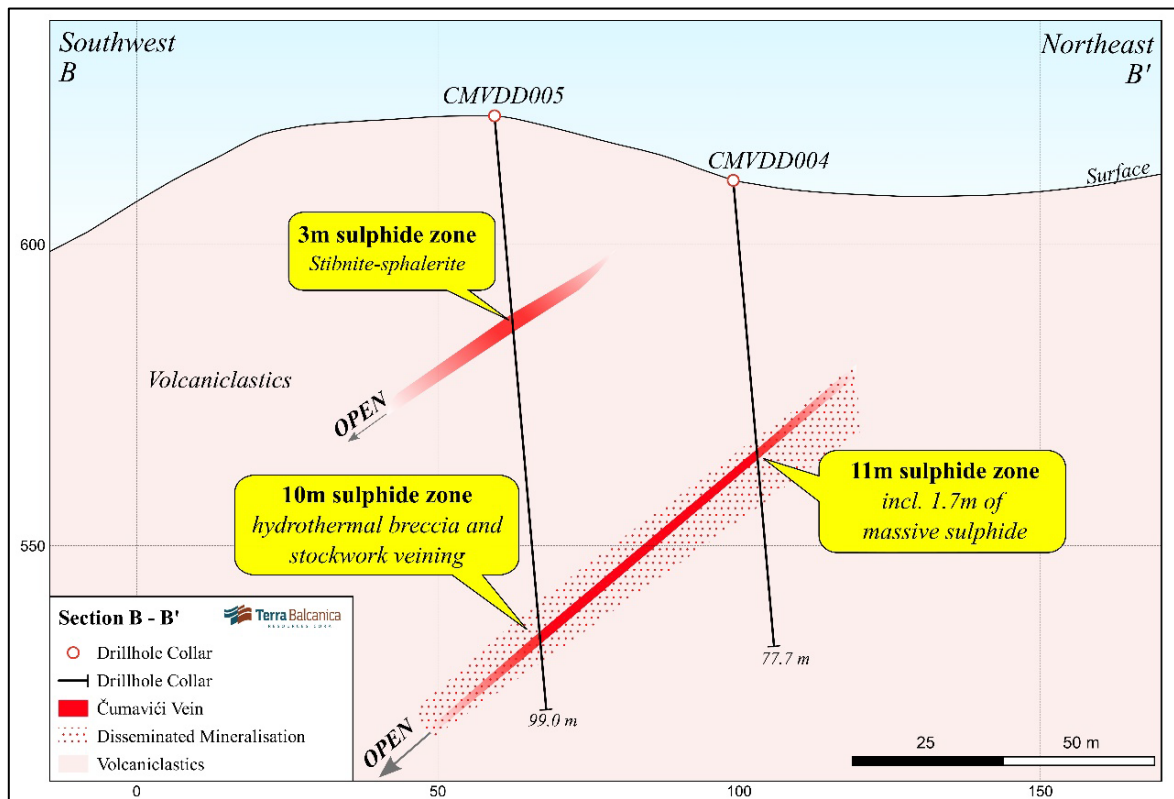 Southwest
B
Northeast
B'
CMVDD005
CMVDD004
Surface
600
3m sulphide zone
Stibnite-sphalerite
Volcaniclastics
OPEN
10m sulphide zone
hydrothermal breccia and
stockwork veining
11m sulphide zone
incl. 1.7m of
massive sulphide
550
77.7 m
99.0 m
OPEN
Section B - B'
Terra Balcanica
RESOURCES CORP
Drillhole Collar
Drillhole Collar
Čumavići Vein
Disseminated Mineralisation
Volcaniclastics
25
50 m
0
50
100
150